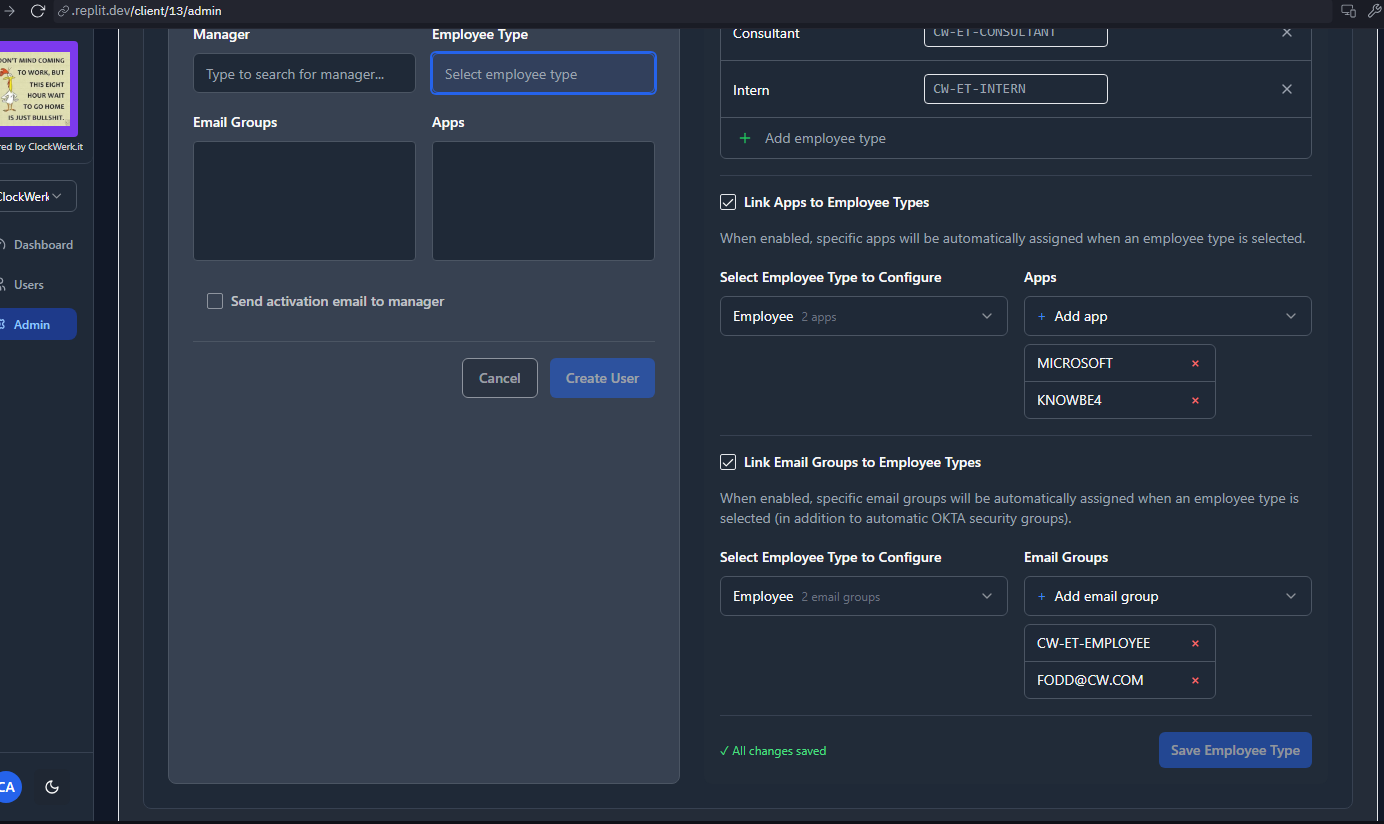 .replit.dev/client/13/admin
DON'T MIND COMING
TO WORK, BUT
THIS EIGHT
HOUR WAIT
TO GO HOME
IS JUST BULLSHIT.
ed by ClockWerk.it
ClockWerk
Dashboard
Users
Admin
CA
Manager
Employee Type
Type to search for manager...
Select employee type
Email Groups
Apps
Send activation email to manager
Cancel
Create User
Consultant
CW-ET-CONSULTANT
Intern
CW-ET-INTERN
+ Add employee type
Link Apps to Employee Types
When enabled, specific apps will be automatically assigned when an employee type is selected.
Select Employee Type to Configure
Apps
Employee 2 apps
+ Add app
MICROSOFT ×
KNOWBE4 ×
Link Email Groups to Employee Types
When enabled, specific email groups will be automatically assigned when an employee type is
selected (in addition to automatic OKTA security groups).
Select Employee Type to Configure
Email Groups
Employee 2 email groups
+ Add email group
CW-ET-EMPLOYEE ×
FODD@CW.COM ×
✓ All changes saved
Save Employee Type